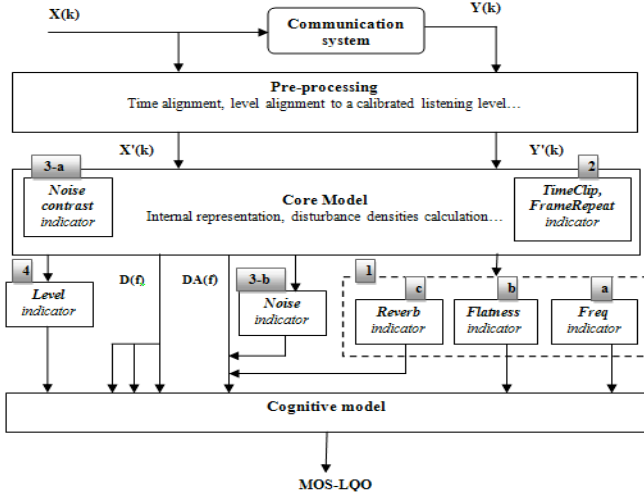 X(k)
Y(k)
Communication
system
Pre-processing
Time alignment, level alignment to a calibrated listening level…
X'(k)
Y'(k)
3-a
2
Noise
contrast
indicator
Core Model
Internal representation, disturbance densities calculation…
TimeClip,
FrameRepeat
indicator
4
D(f)
DA(f)
3-b
1
Level
indicator
Noise
indicator
c
b
a
Reverb
indicator
Flatness
indicator
Freq
indicator
Cognitive model
MOS-LQO